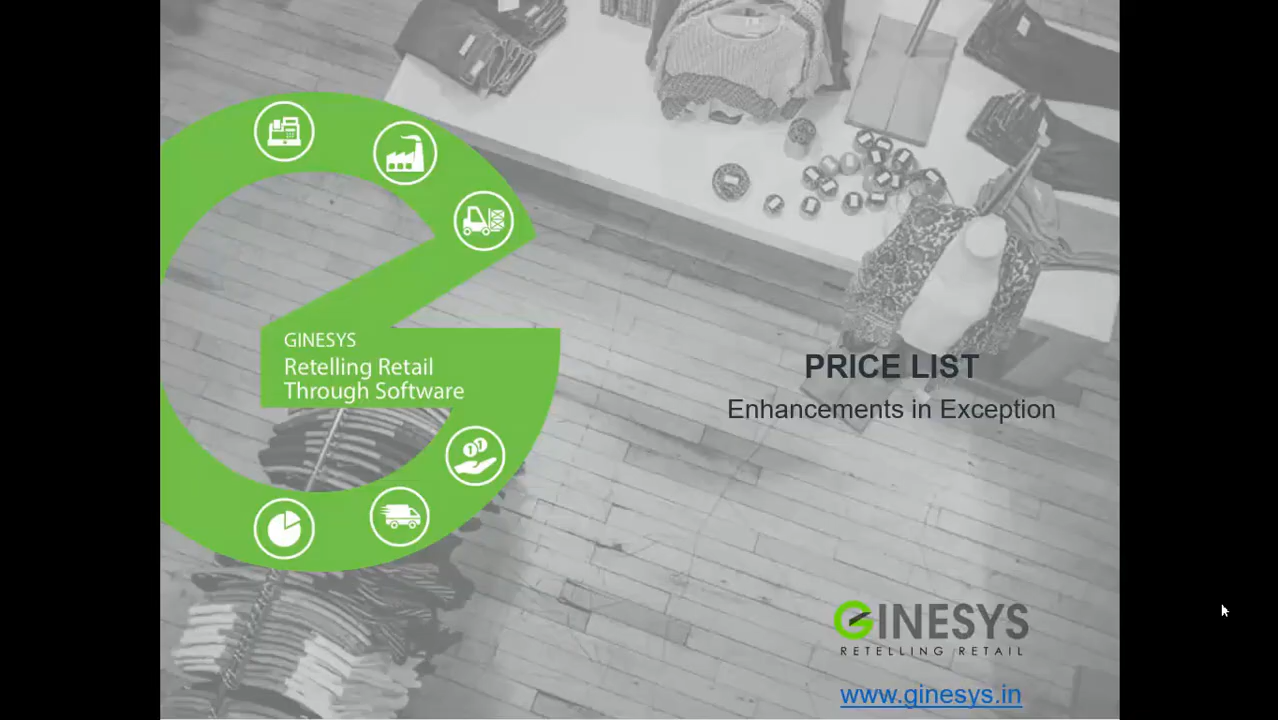 GINESYS
Retelling Retail
Through Software
PRICE LIST
Enhancements in Exception
GINESYS
RETELLING RETAIL
www.ginesys.in